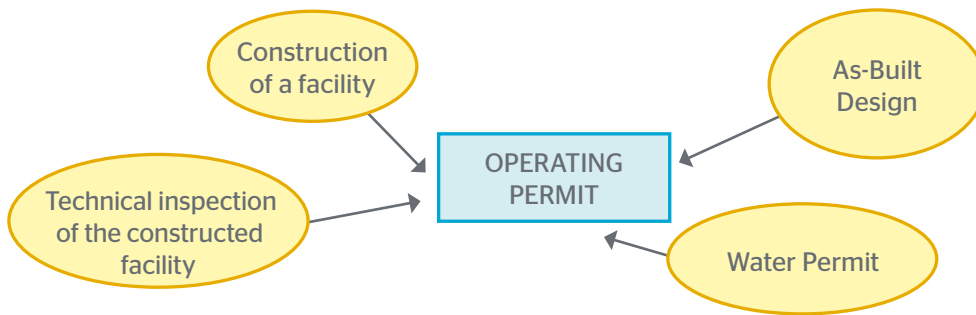 Construction
of a facility
As-Built
Design
OPERATING
PERMIT
Technical inspection
of the constructed
facility
Water Permit